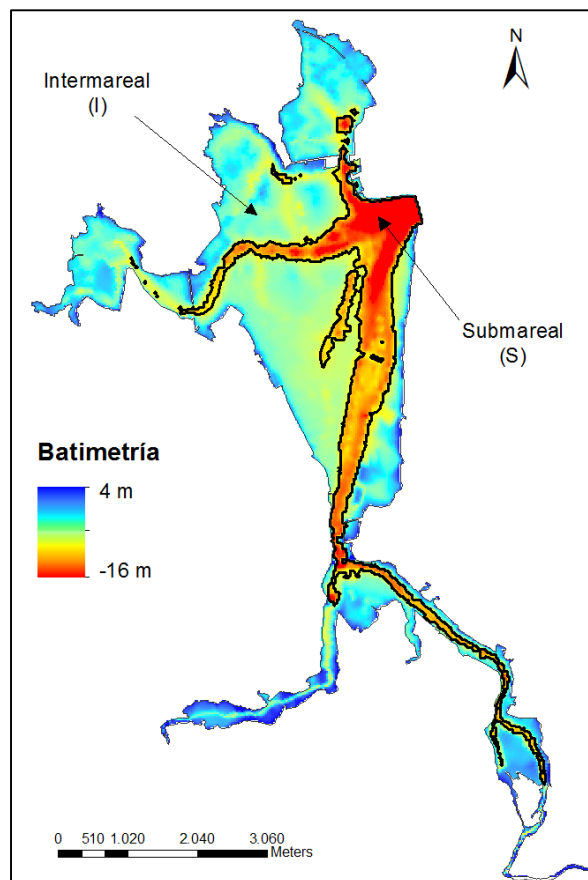 N
Intermareal
(I)
Submareal
(S)
Batimetría
4 m
-16 m
0 510 1.020 2.040 3.060
Meters